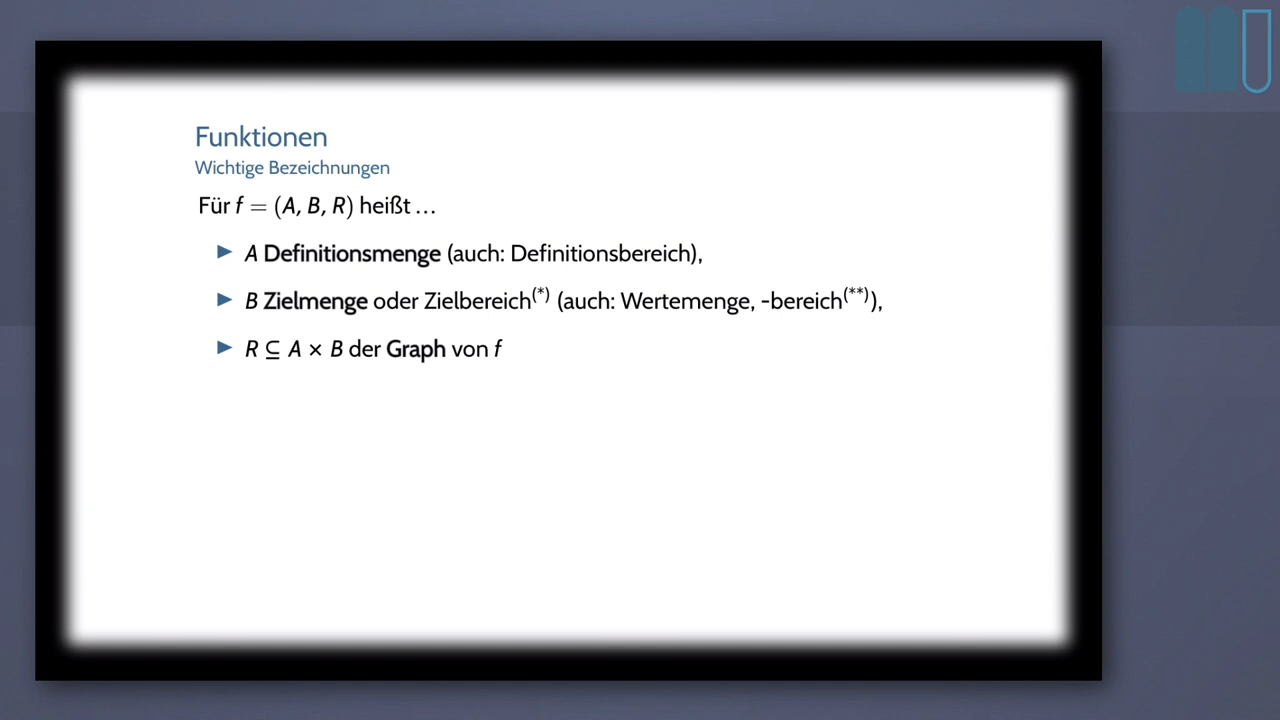 Funktionen
Wichtige Bezeichnungen
Für f = (A, B, R) heißt …
► A Definitionsmenge (auch: Definitionsbereich),
► B Zielmenge oder Zielbereich(*) (auch: Wertemenge, -bereich(**)),
► R ⊆ A × B der Graph von f